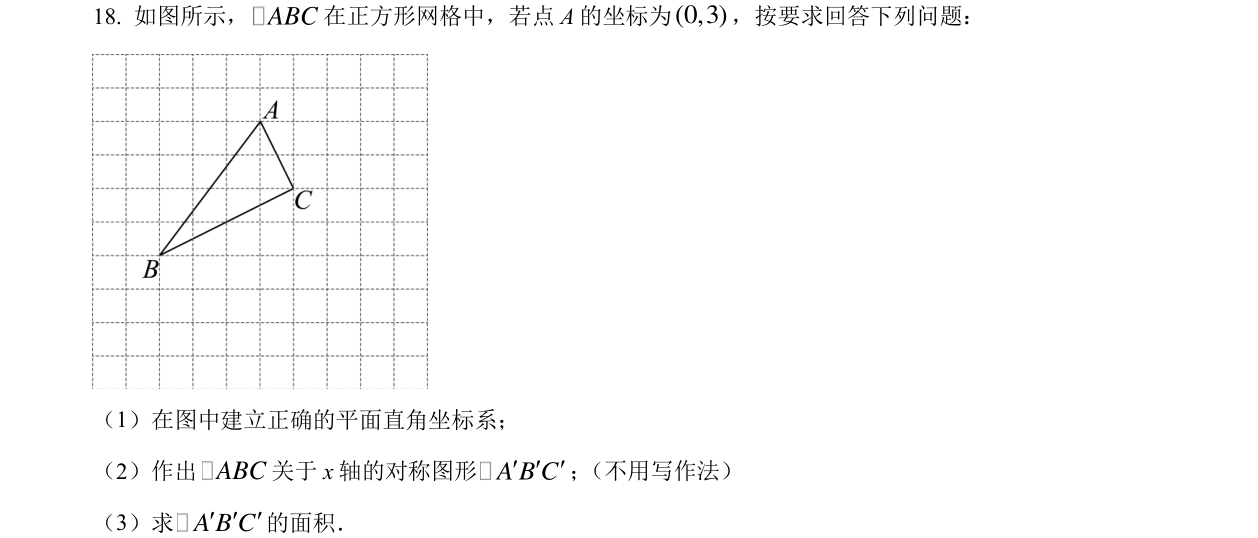 18. 如图所示，□ABC 在正方形网格中，若点 A 的坐标为(0,3)，按要求回答下列问题：
A
C
B
（1）在图中建立正确的平面直角坐标系；
（2）作出□ABC 关于 x 轴的对称图形□A′B′C′；（不用写作法）
（3）求□A′B′C′ 的面积．